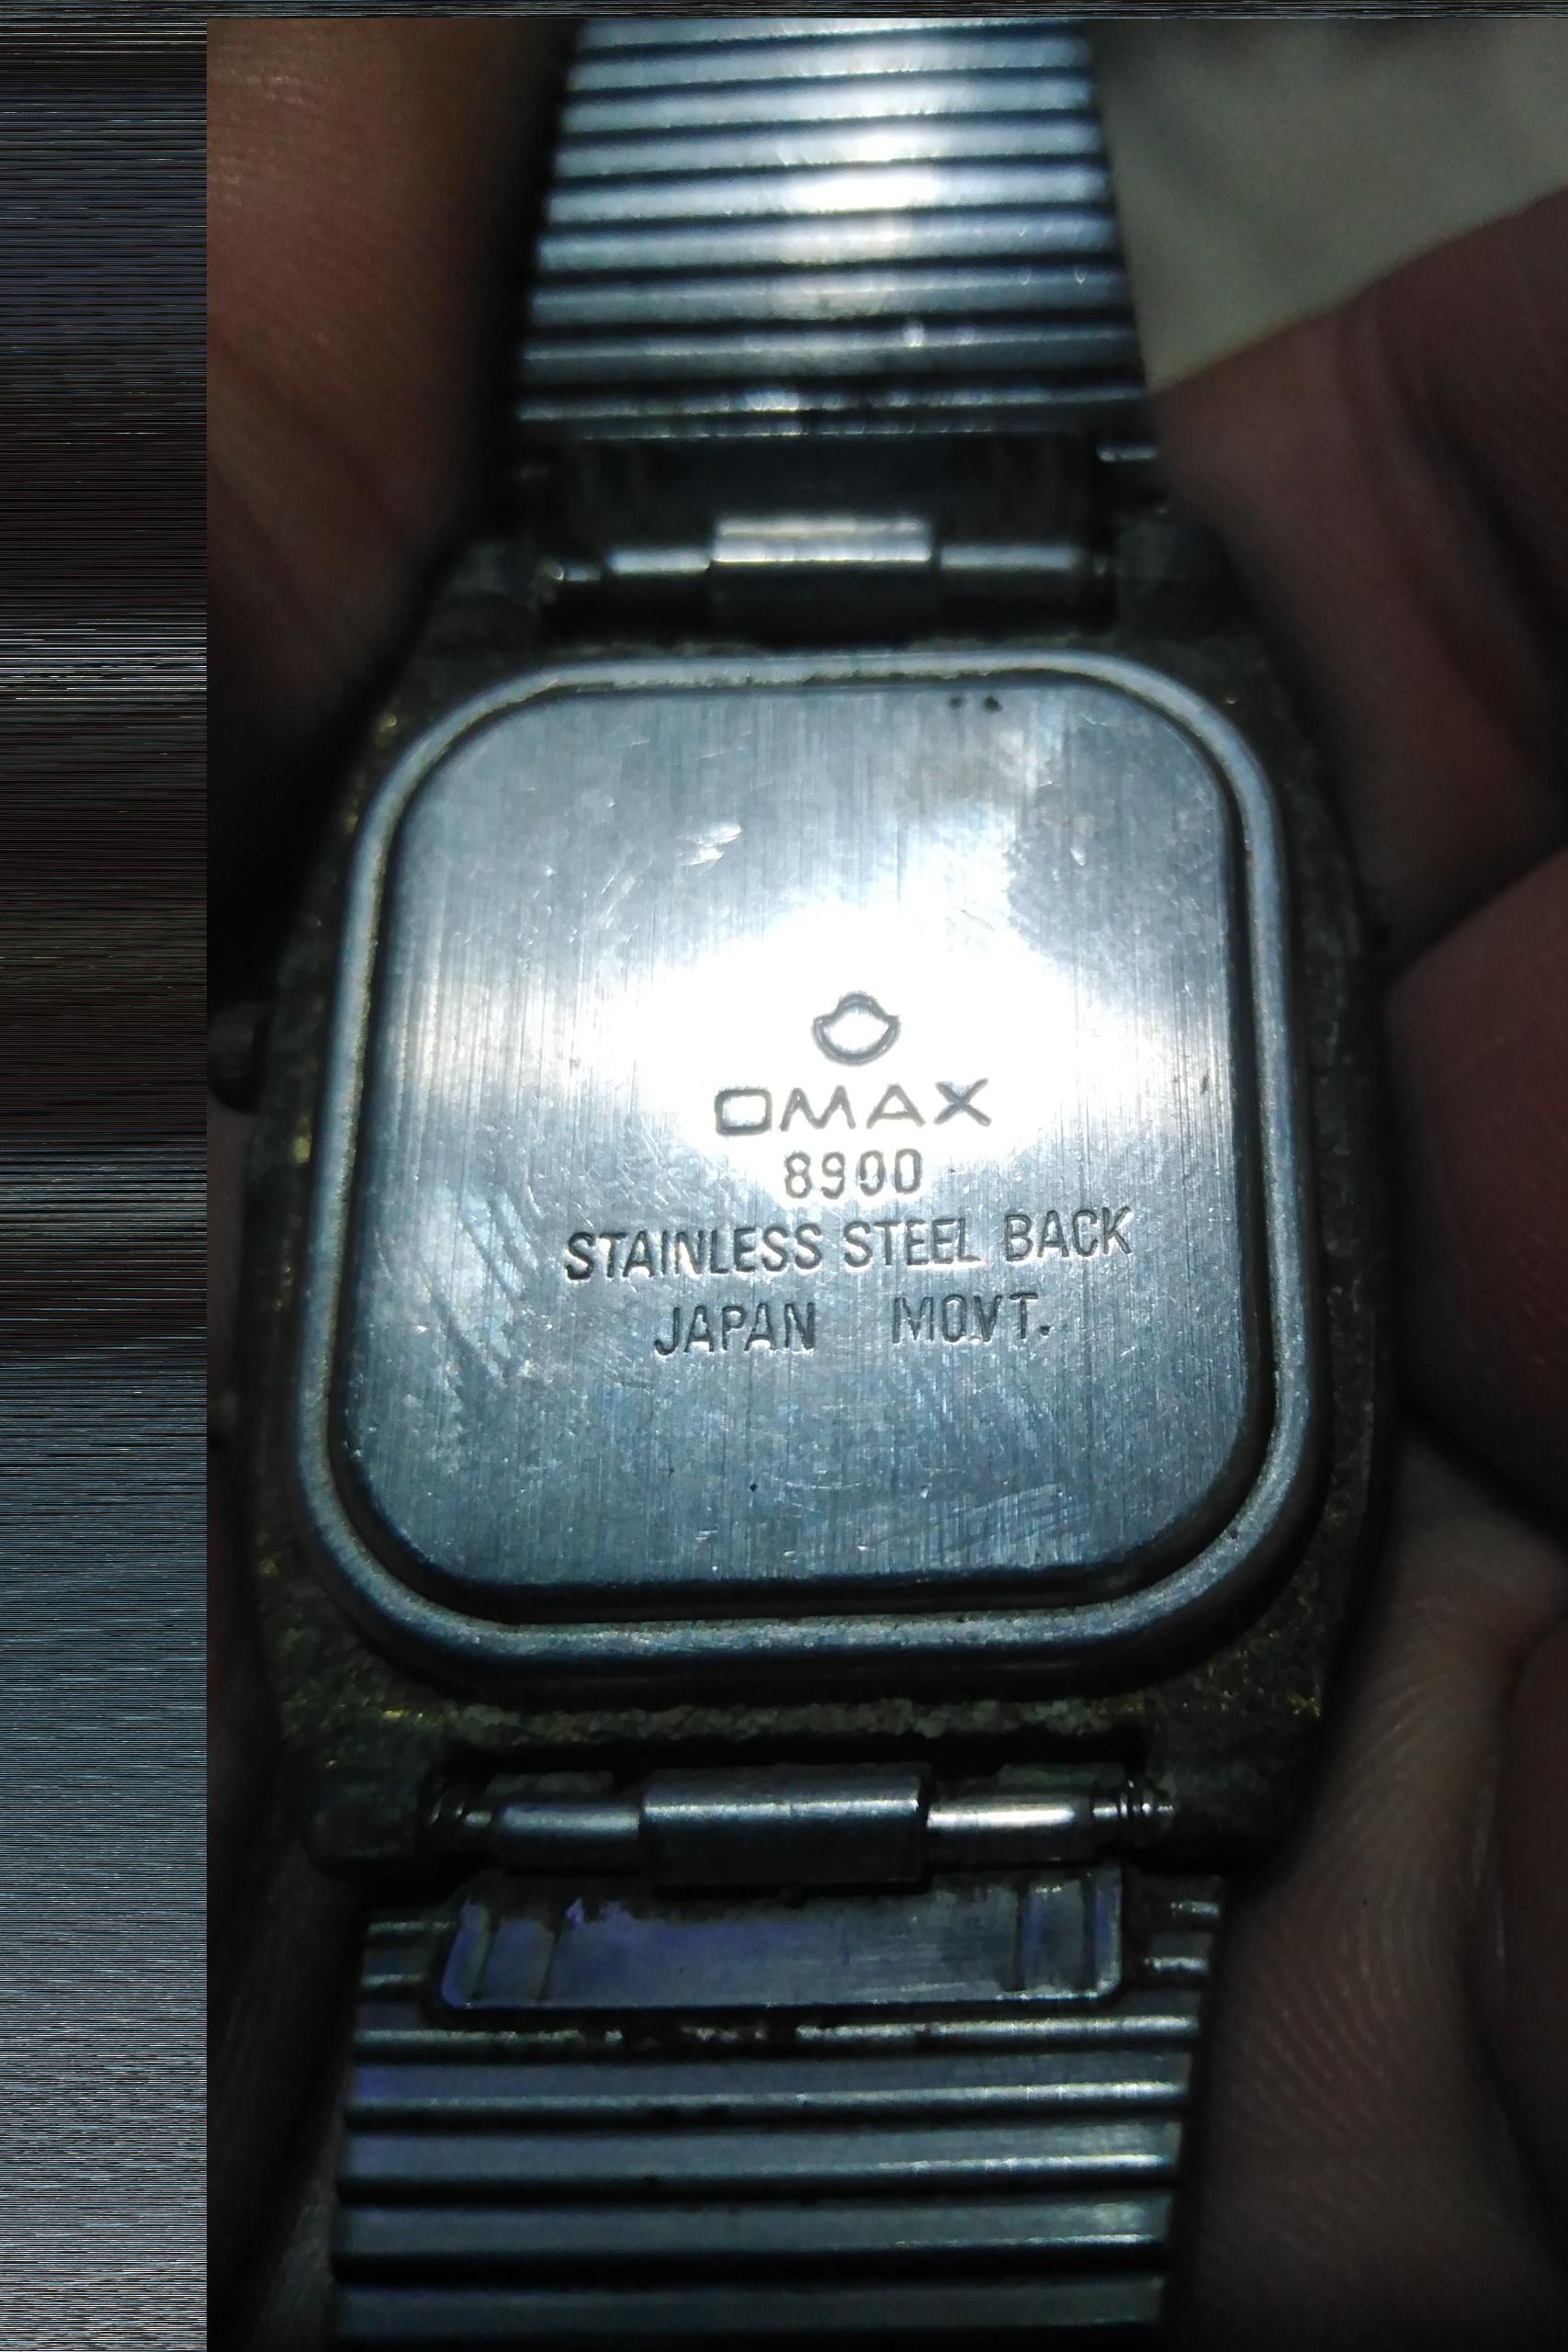 OMAX
8900
STAINLESS STEEL BACK
JAPAN MOVT.